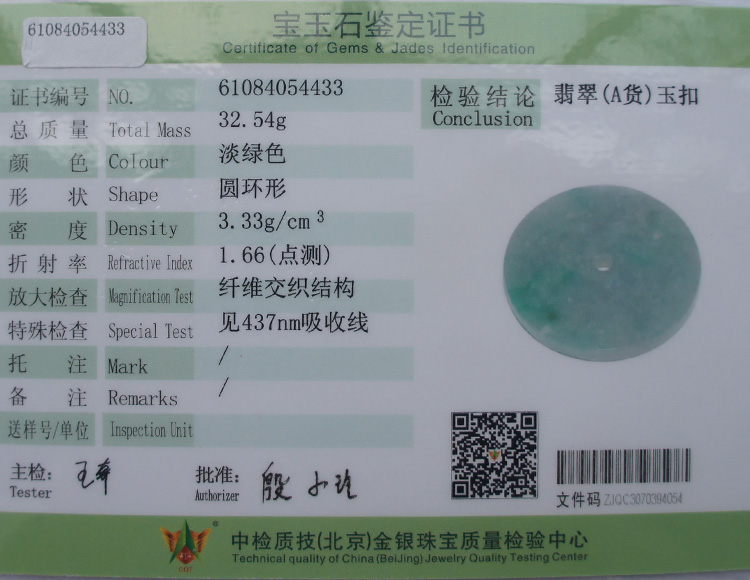 61084054433
宝玉石鉴定证书
Certificate of Gems & Jades Identification
证书编号 NO. 61084054433
总质量 Total Mass 32.54g
颜色 Colour 淡绿色
形状 Shape 圆环形
密度 Density 3.33g/cm³
折射率 Refractive Index 1.66(点测)
放大检查 Magnification Test 纤维交织结构
特殊检查 Special Test 见437nm吸收线
托注 Mark /
备注 Remarks /
送样号/单位 Inspection Unit
检验结论 翡翠(A货)玉扣
Conclusion
主检:
Tester
批准:
Authorizer
文件码 ZJQC3070394054
中检质技(北京)金银珠宝质量检验中心
Technical quality of China (BeiJing) Jewelry Quality Testing Center